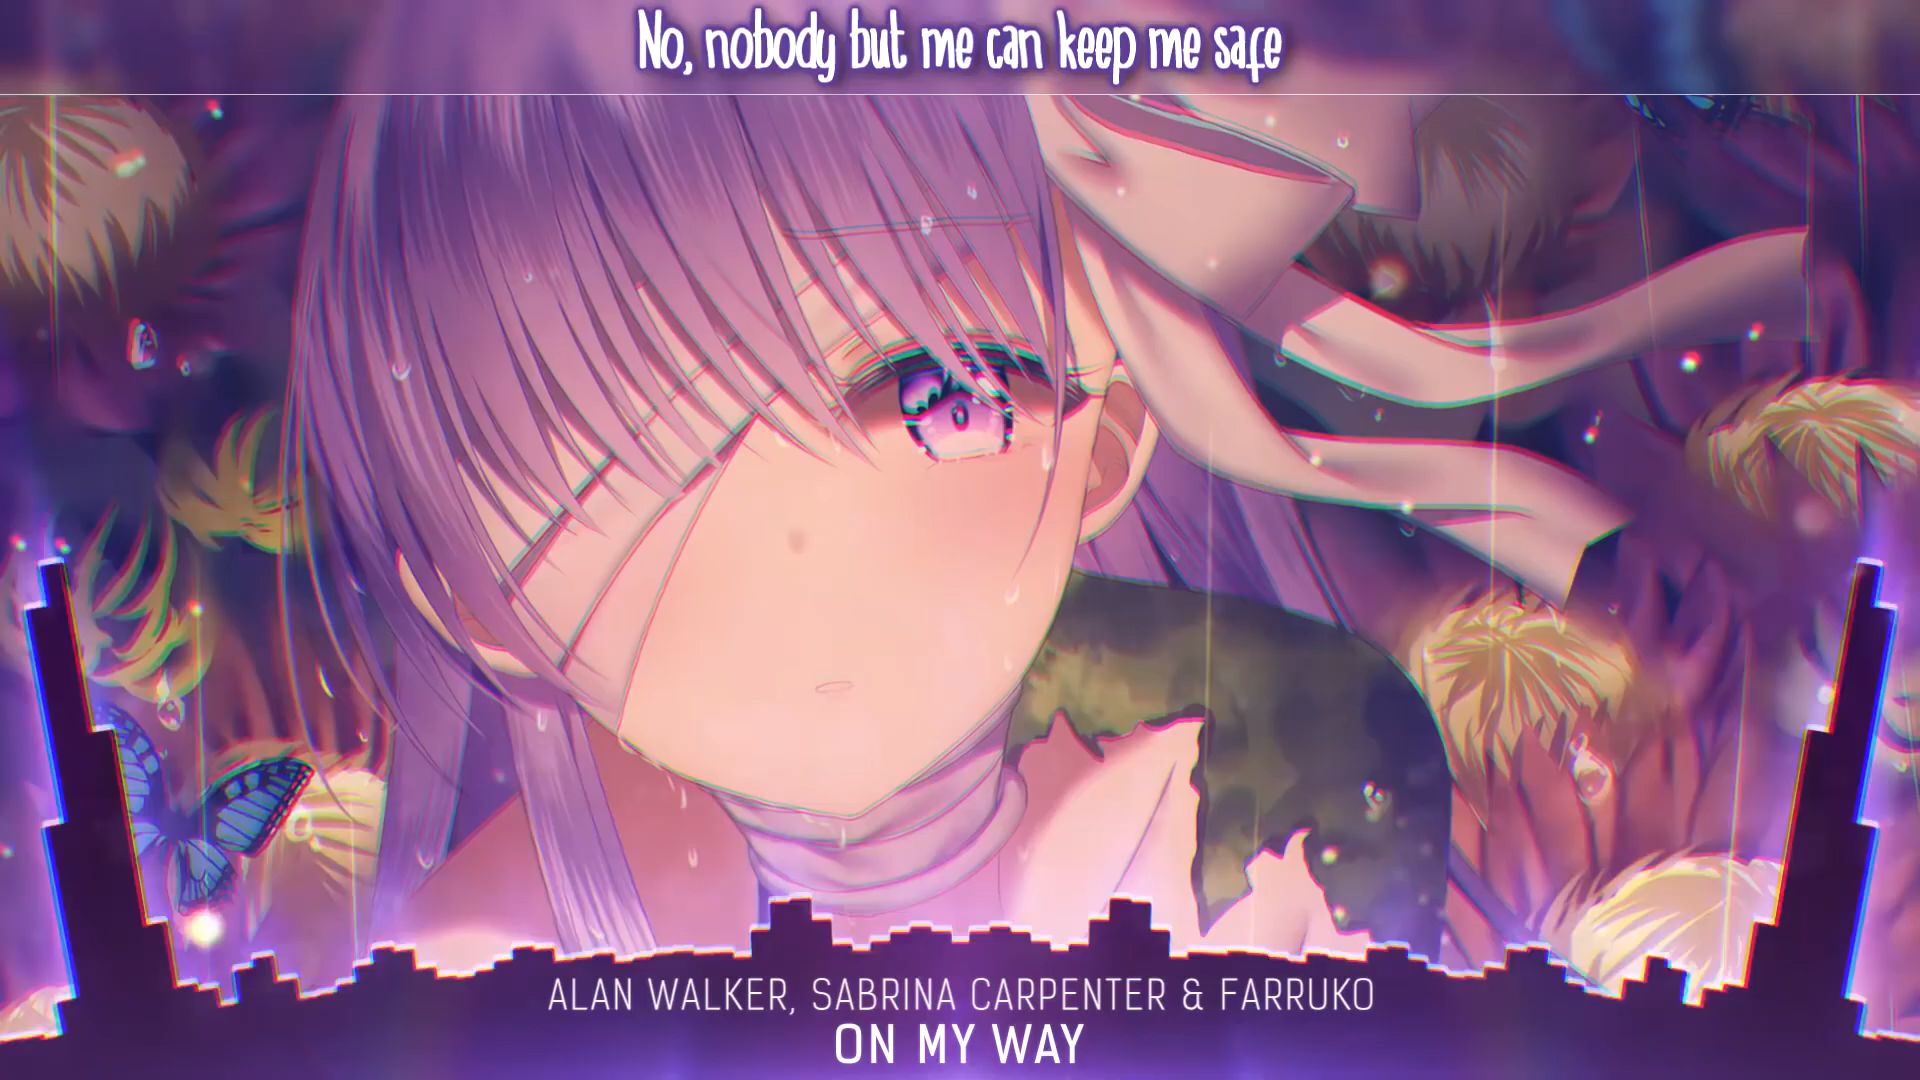 No, nobody but me can keep me safe
ALAN WALKER, SABRINA CARPENTER & FARRUKO
ON MY WAY